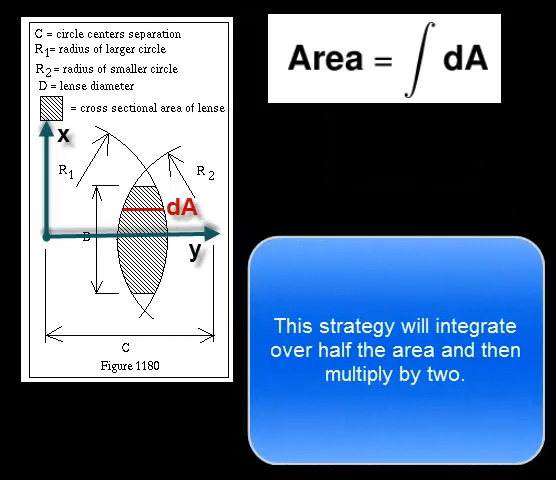 C = circle centers separation
R1= radius of larger circle
R2= radius of smaller circle
D = lense diameter
= cross sectional area of lense
x
R1
R2
dA
D
y
C
Figure 1180
Area = ∫ dA
This strategy will integrate
over half the area and then
multiply by two.